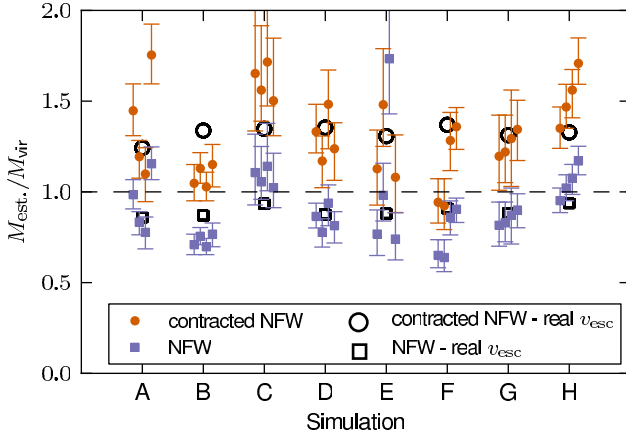 2.0
1.5
1.0
0.5
0.0
M_est./M_vir
contracted NFW
NFW
contracted NFW - real v_esc
NFW - real v_esc
A B C D E F G H
Simulation